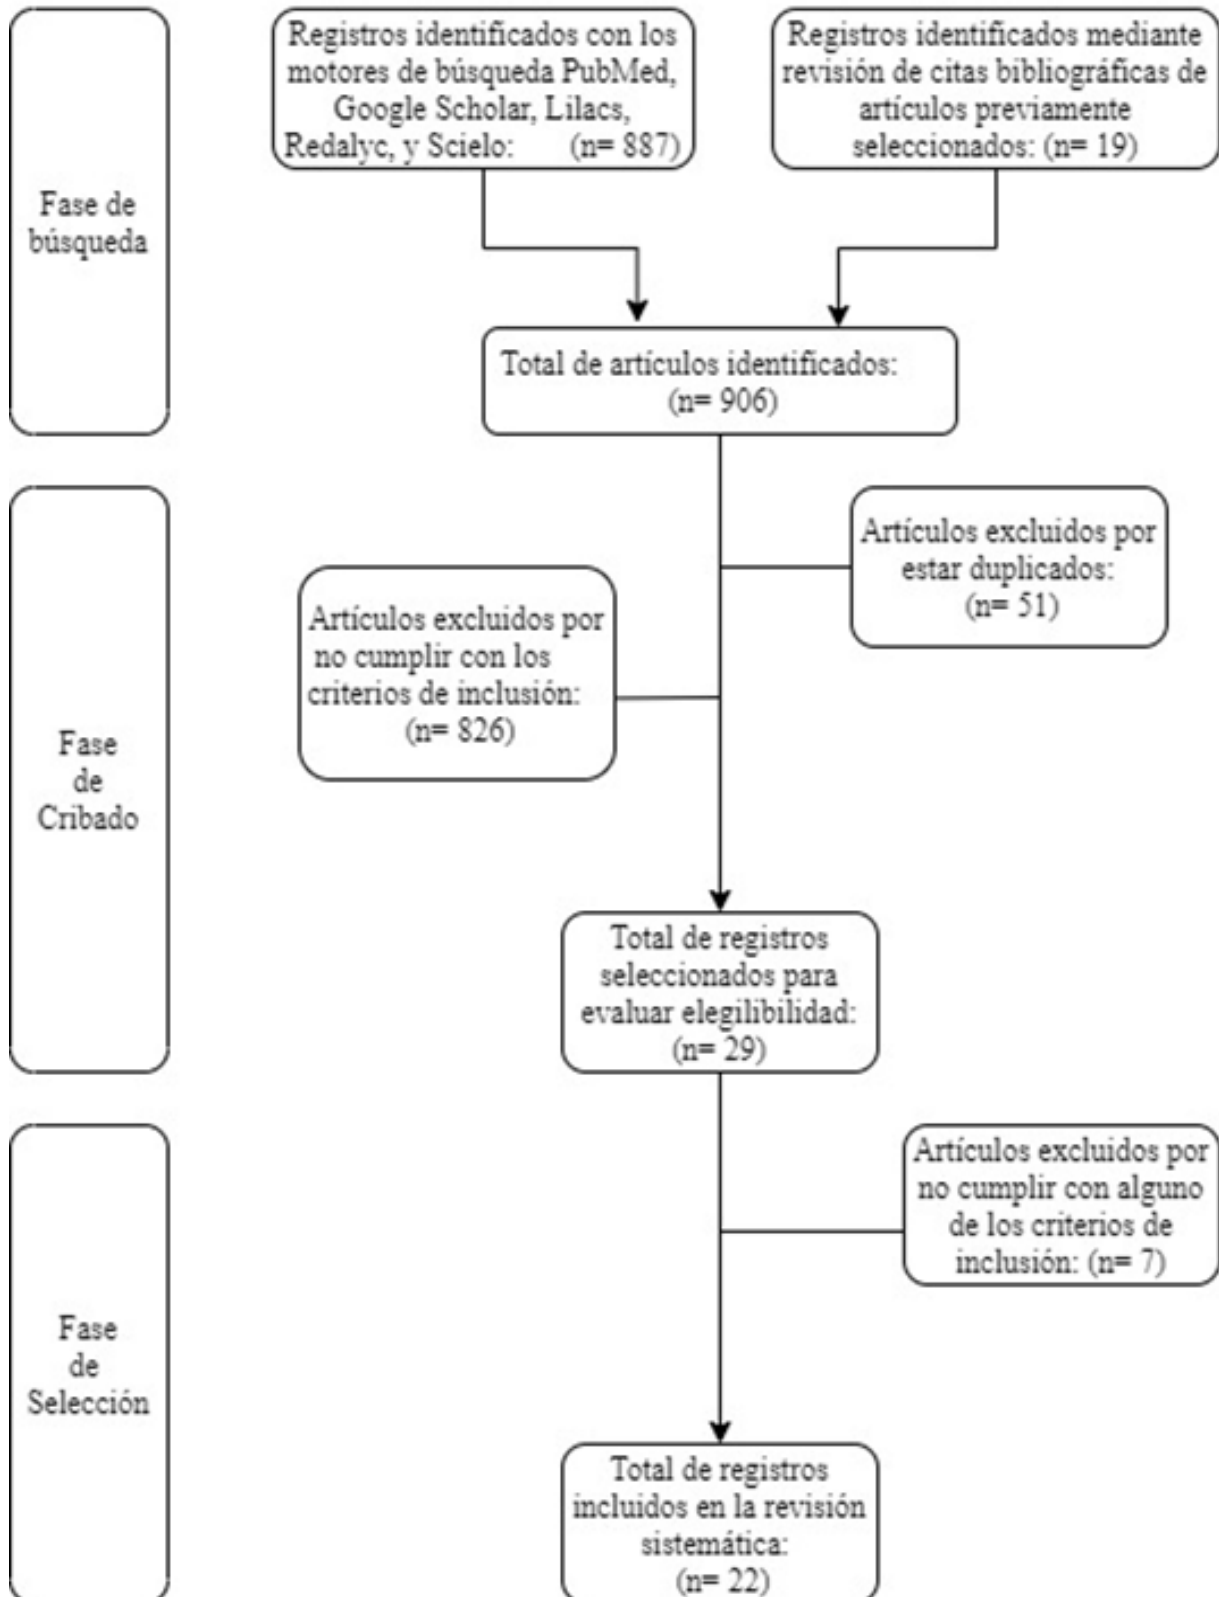 Fase de
búsqueda
Registros identificados con los
motores de búsqueda PubMed,
Google Scholar, Lilacs,
Redalyc, y Scielo: (n= 887)
Registros identificados mediante
revisión de citas bibliográficas de
artículos previamente
seleccionados: (n= 19)
Total de artículos identificados:
(n= 906)
Fase
de
Cribado
Artículos excluidos por
estar duplicados:
(n= 51)
Artículos excluidos por
no cumplir con los
criterios de inclusión:
(n= 826)
Total de registros
seleccionados para
evaluar elegilibilidad:
(n= 29)
Fase
de
Selección
Artículos excluidos por
no cumplir con alguno
de los criterios de
inclusión: (n= 7)
Total de registros
incluidos en la revisión
sistemática:
(n= 22)